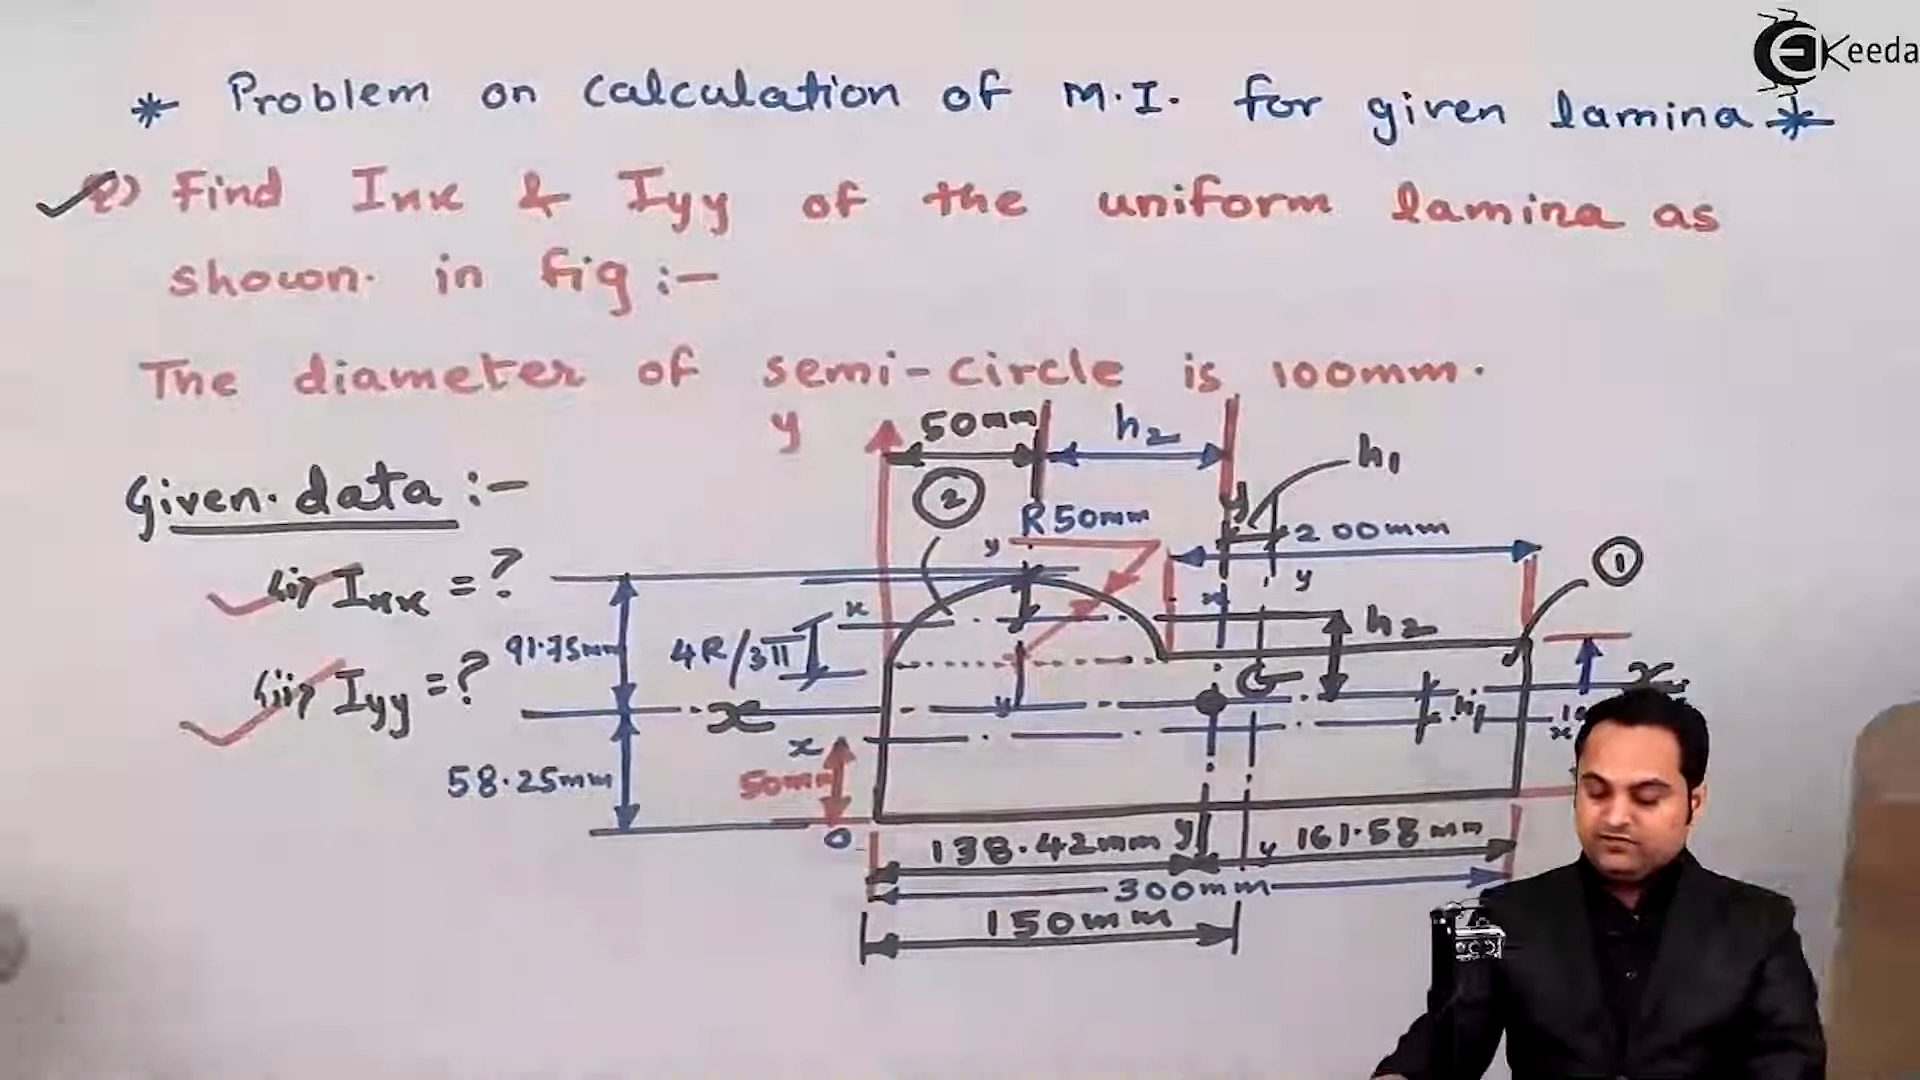 EKeeda
* Problem on calculation of M.I. for given lamina *
Q) Find Ixx & Iyy of the uniform lamina as
shown. in fig :-
The diameter of semi-circle is 100mm.
y
50mm
h2
h1
Given. data :-
2
R50mm
y
y
200mm
1
(i) Ixx = ?
x
y
h2
91.75mm
4R/3π
(ii) Iyy = ?
G
x
x
y
h1
x
x
58.25mm
50mm
0
138.42mm
y
y
161.58mm
300mm
150mm